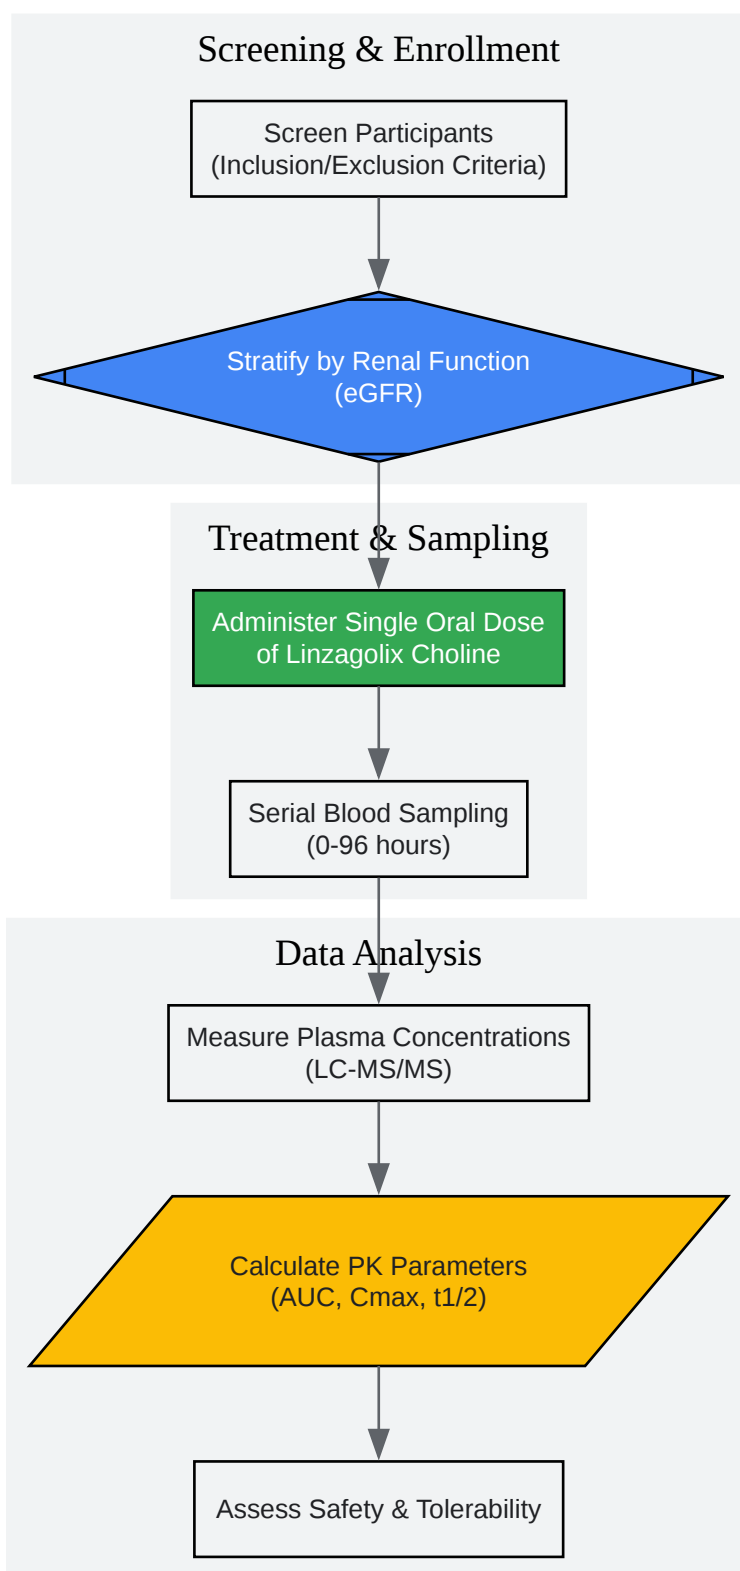 Screening & Enrollment
Screen Participants
(Inclusion/Exclusion Criteria)
Stratify by Renal Function
(eGFR)
Treatment & Sampling
Administer Single Oral Dose
of Linzagolix Choline
Serial Blood Sampling
(0-96 hours)
Data Analysis
Measure Plasma Concentrations
(LC-MS/MS)
Calculate PK Parameters
(AUC, Cmax, t1/2)
Assess Safety & Tolerability